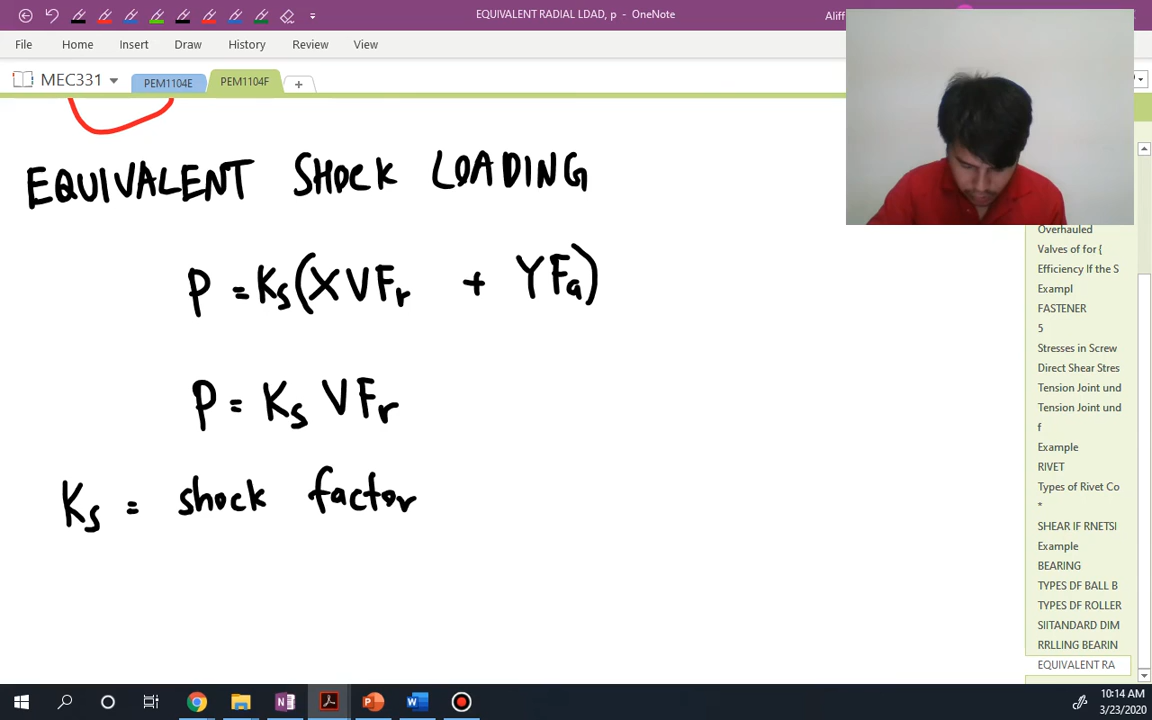 EQUIVALENT RADIAL LDAD, p - OneNote
Aliff
File Home Insert Draw History Review View
MEC331 PEM1104E PEM1104F +
EQUIVALENT SHOCK LOADING
P = Ks(XVFr + YFa)
P = Ks VFr
Ks = shock factor
Overhauled
Valves of for {
Efficiency If the S
Exampl
FASTENER
5
Stresses in Screw
Direct Shear Stres
Tension Joint und
Tension Joint und
f
Example
RIVET
Types of Rivet Co
*
SHEAR IF RNETSI
Example
BEARING
TYPES DF BALL B
TYPES DF ROLLER
SIITANDARD DIM
RRLLING BEARIN
EQUIVALENT RA
10:14 AM
3/23/2020